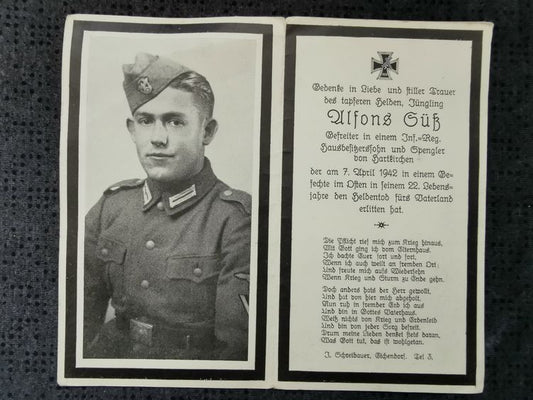 Gedenke in Liebe und stiller Trauer
des tapferen Helden, Jüngling
Alfons Süß
Gefreiter in einem Inf.-Reg.
Hausbesitzerssohn und Spengler
von Hartkirchen
der am 7. April 1942 in einem Ge-
fechte im Osten in seinem 22. Lebens-
jahre den Heldentod fürs Vaterland
erlitten hat.
Die Pflicht rief mich zum Krieg hinaus,
Mit Gott ging ich vom Elternhaus.
Ich dachte Euer fort und fort,
Wenn ich auch weilt an fremden Ort;
Und freute mich aufs Wiedersehn
Wenn Krieg und Sturm zu Ende gehn.
Doch anders hats der Herr gewollt,
Und hat von hier mich abgeholt.
Nun ruh in fremder Erd ich aus
Und bin in Gottes Vaterhaus.
Weiß nichts von Krieg und Erdenleid
Und bin von jeder Sorg befreit.
Drum meine Lieben denket stets daran,
Was Gott tut, das ist wohlgetan.
J. Schreibauer, Eichendorf. Tel 3.